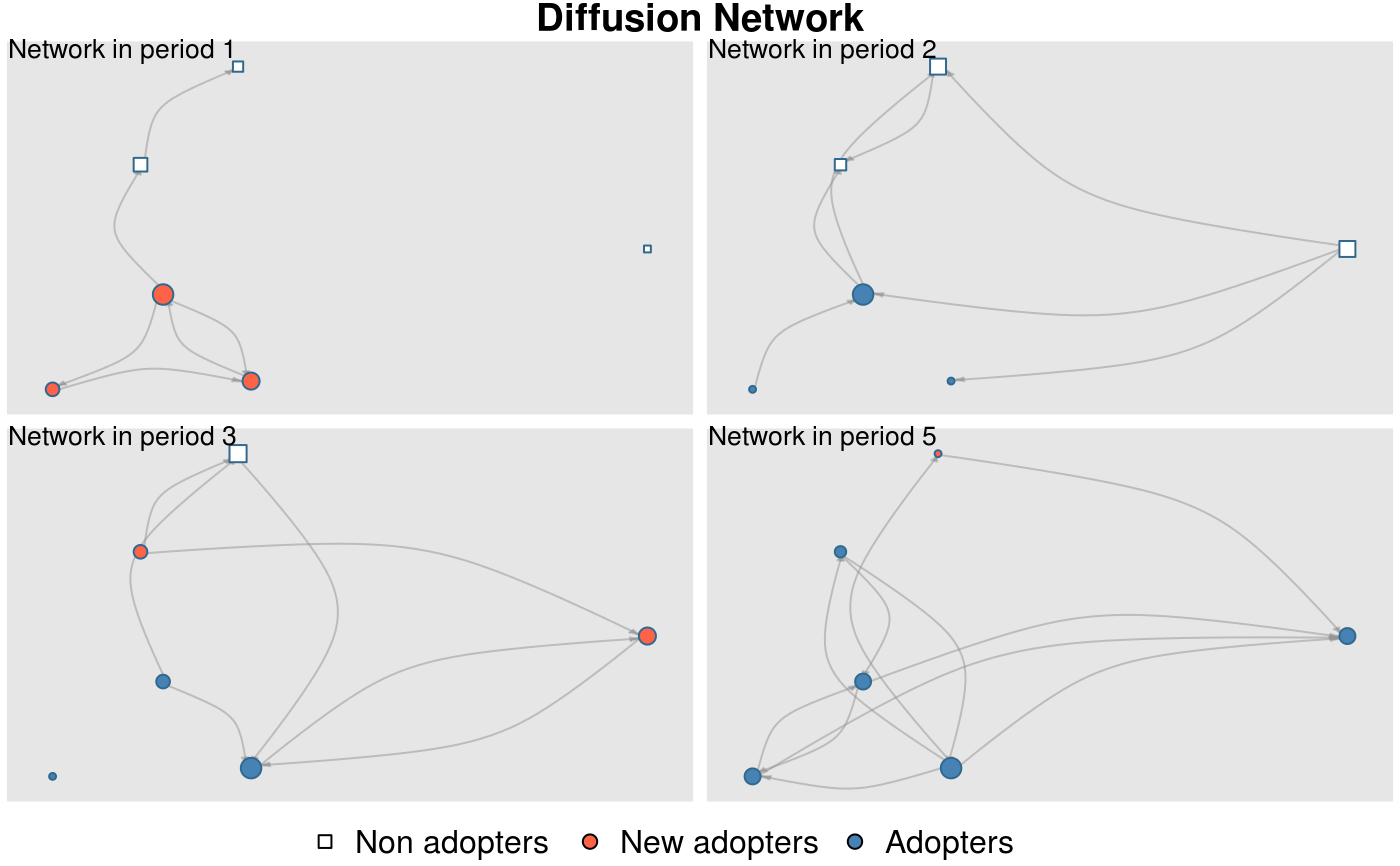 Diffusion Network
Network in period 1
Network in period 2
Network in period 3
Network in period 5
Non adopters
New adopters
Adopters